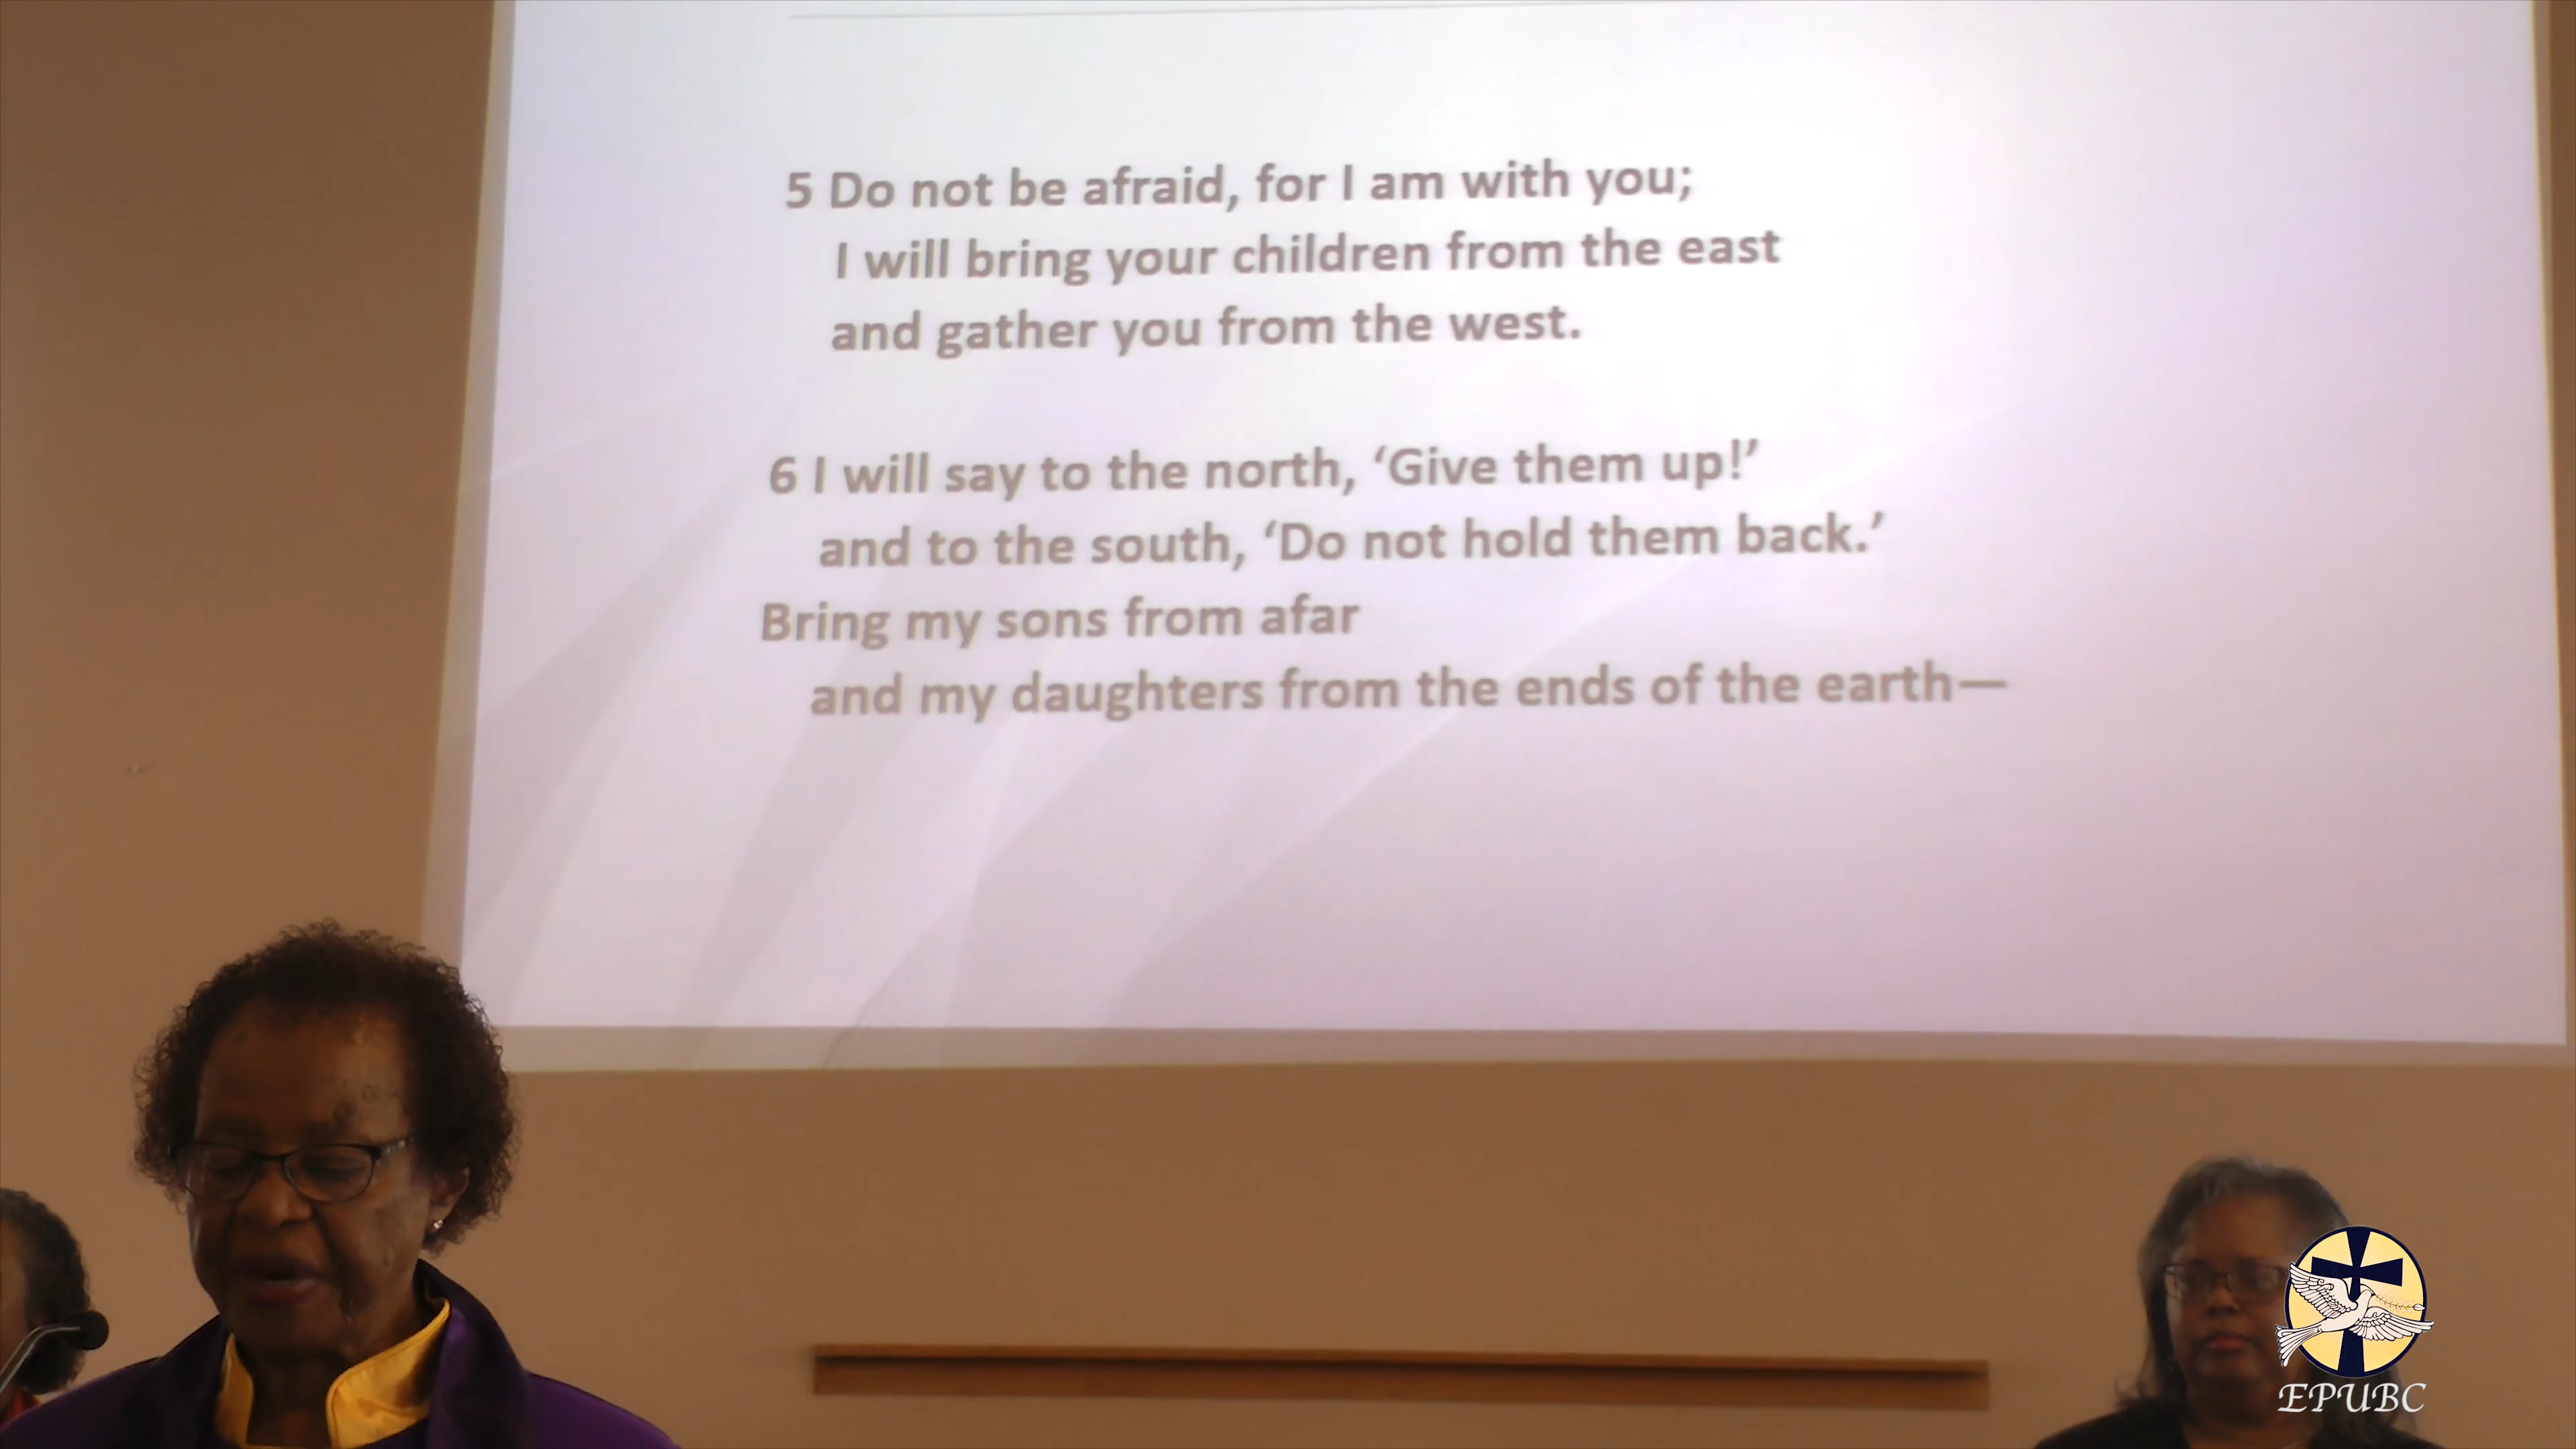 5 Do not be afraid, for I am with you;
I will bring your children from the east
and gather you from the west.
6 I will say to the north, ‘Give them up!’
and to the south, ‘Do not hold them back.’
Bring my sons from afar
and my daughters from the ends of the earth—
EPUBC